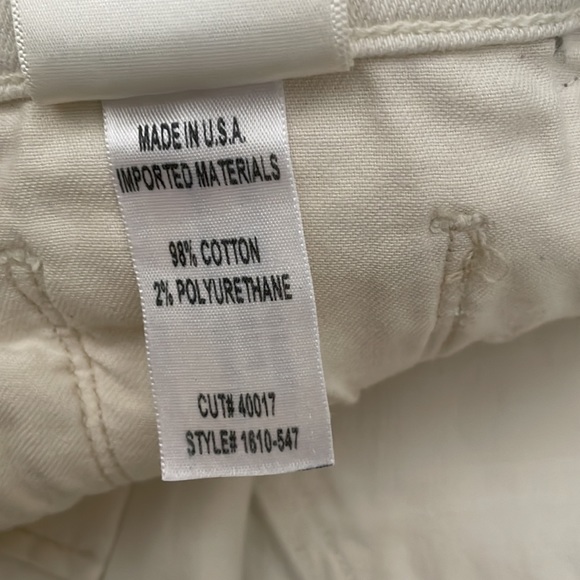 MADE IN U.S.A.
IMPORTED MATERIALS
98% COTTON
2% POLYURETHANE
CUT# 40017
STYLE# 1610-547